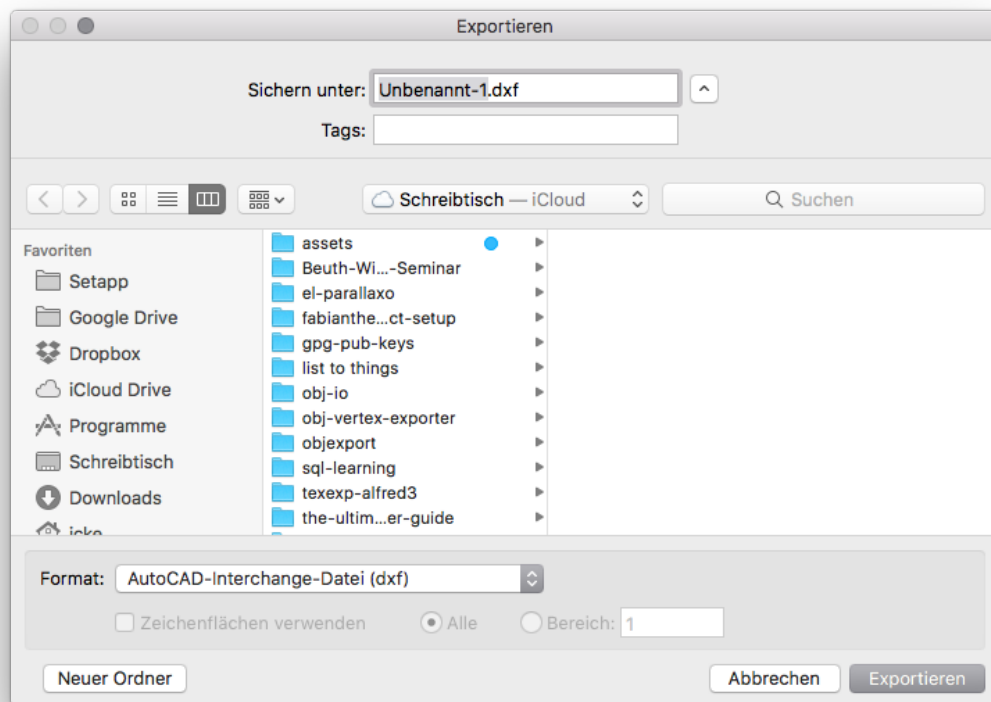 Exportieren
Sichern unter: Unbenannt-1.dxf
Tags:
Schreibtisch — iCloud
Suchen
Favoriten
Setapp
Google Drive
Dropbox
iCloud Drive
Programme
Schreibtisch
Downloads
icke
assets
Beuth-Wi...-Seminar
el-parallaxo
fabianthe...ct-setup
gpg-pub-keys
list to things
obj-io
obj-vertex-exporter
objexport
sql-learning
texexp-alfred3
the-ultim...er-guide
Format: AutoCAD-Interchange-Datei (dxf)
Zeichenflächen verwenden Alle Bereich: 1
Neuer Ordner Abbrechen Exportieren